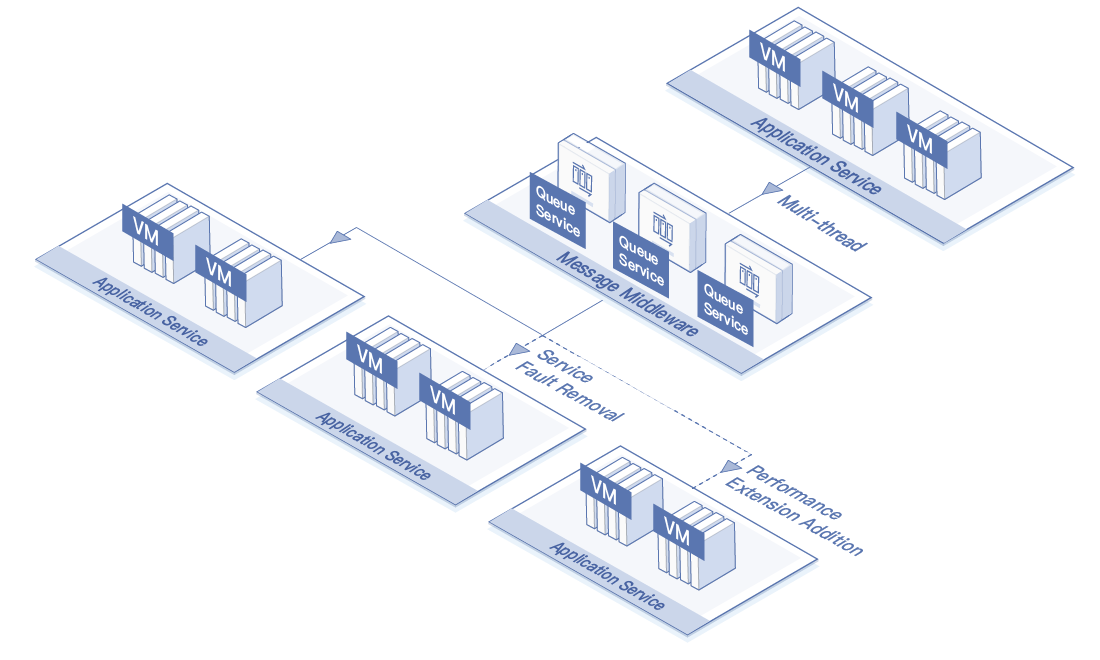 VM
VM
VM
Application Service
Multi-thread
Queue
Service
Queue
Service
Queue
Service
Message Middleware
VM
VM
Application Service
VM
VM
Application Service
Service
Fault Removal
VM
VM
Application Service
Performance
Extension Addition